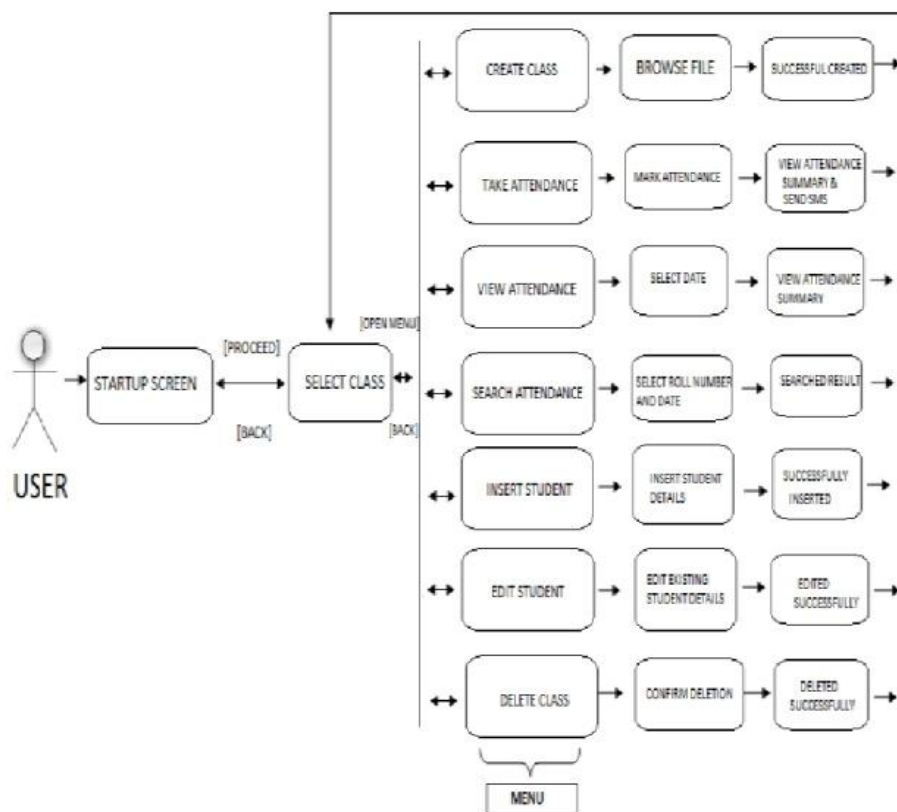 CREATE CLASS
BROWSE FILE
SUCCESSFUL CREATED
TAKE ATTENDANCE
MARK ATTENDANCE
VIEW ATTENDANCE
SUMMARY &
SEND SMS
VIEW ATTENDANCE
SELECT DATE
VIEW ATTENDANCE
SUMMARY
[OPEN MENU]
[PROCEED]
STARTUP SCREEN
SELECT CLASS
[BACK]
[BACK]
USER
SEARCH ATTENDANCE
SELECT ROLL NUMBER
AND DATE
SEARCHED RESULT
INSERT STUDENT
INSERT STUDENT
DETAILS
SUCCESSFULLY
INSERTED
EDIT STUDENT
EDIT EXISTING
STUDENT DETAILS
EDITED
SUCCESSFULLY
DELETE CLASS
CONFIRM DELETION
DELETED
SUCCESSFULLY
MENU